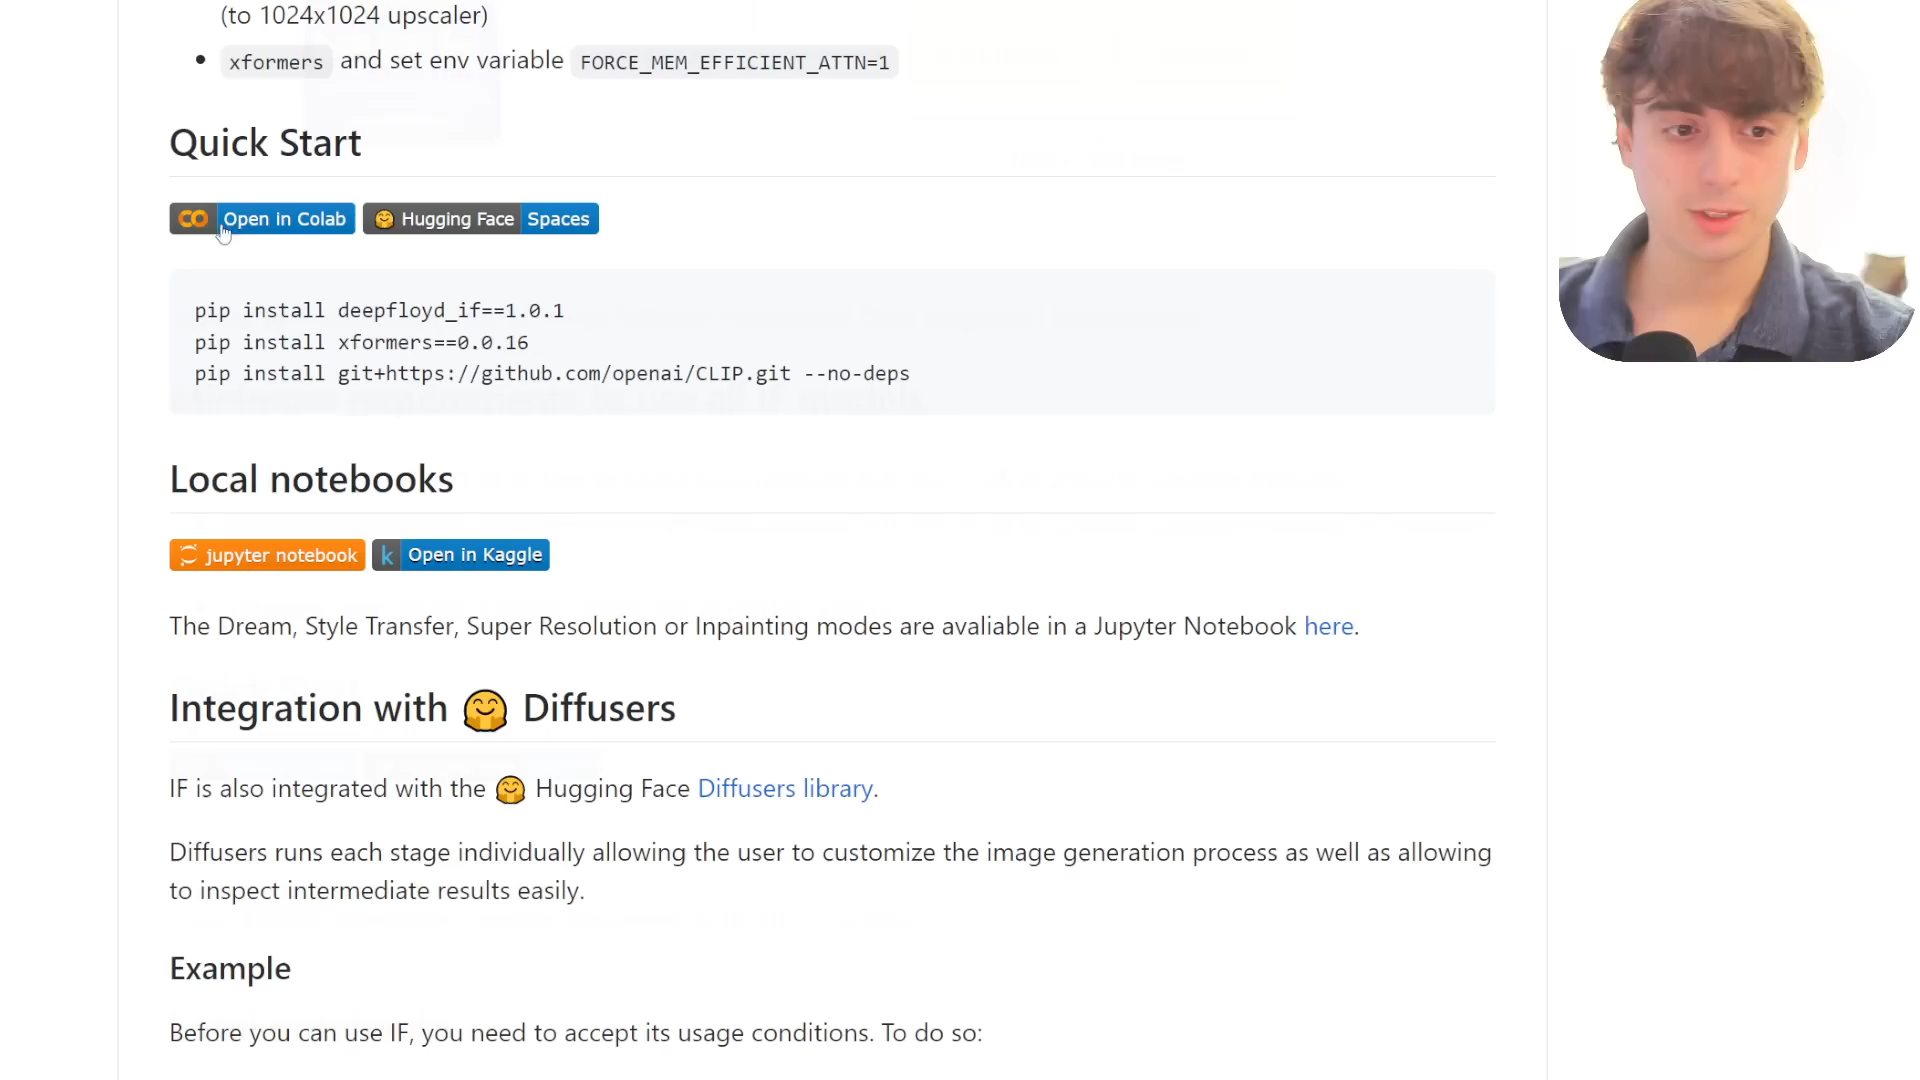 (to 1024x1024 upscaler)
xformers and set env variable FORCE_MEM_EFFICIENT_ATTN=1
Quick Start
Open in Colab Hugging Face Spaces
pip install deepfloyd_if==1.0.1
pip install xformers==0.0.16
pip install git+https://github.com/openai/CLIP.git --no-deps
Local notebooks
jupyter notebook Open in Kaggle
The Dream, Style Transfer, Super Resolution or Inpainting modes are avaliable in a Jupyter Notebook here.
Integration with 🤗 Diffusers
IF is also integrated with the 🤗 Hugging Face Diffusers library.
Diffusers runs each stage individually allowing the user to customize the image generation process as well as allowing
to inspect intermediate results easily.
Example
Before you can use IF, you need to accept its usage conditions. To do so: